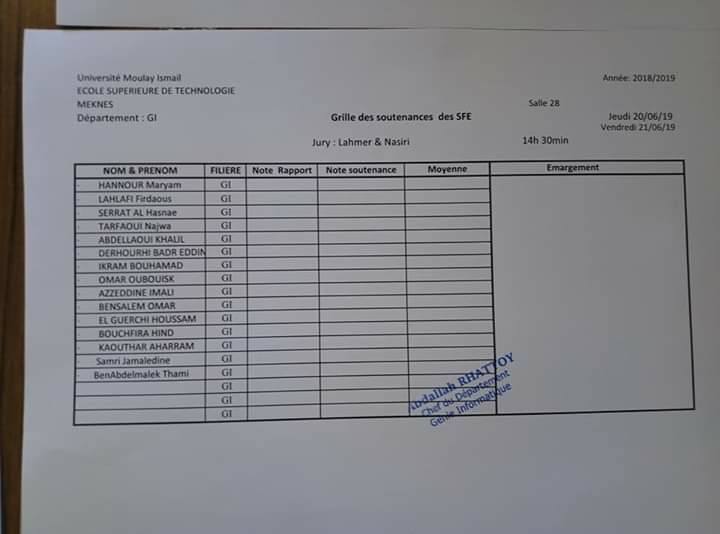 Université Moulay Ismail
Année: 2018/2019
ECOLE SUPERIEURE DE TECHNOLOGIE
MEKNES
Salle 28
Département : GI
Grille des soutenances des SFE
Jeudi 20/06/19
Vendredi 21/06/19
Jury : Lahmer & Nasiri
14h 30min
NOM & PRENOM FILIERE Note Rapport Note soutenance Moyenne Emargement
HANNOUR Maryam GI
LAHLAFI Firdaous GI
SERRAT AL Hasnae GI
TARFAOUI Najwa GI
ABDELLAOUI KHALIL GI
DERHOURHI BADR EDDIN GI
IKRAM BOUHAMAD GI
OMAR OUBOUISK GI
AZZEDDINE IMALI GI
BENSALEM OMAR GI
EL GUERCHI HOUSSAM GI
BOUCHFIRA HIND GI
KAOUTHAR AHARRAM GI
Samri Jamaledine GI
BenAbdelmalek Thami GI
GI
GI
GI
Abdallah RHATTOY
Chef du Département
Génie Informatique